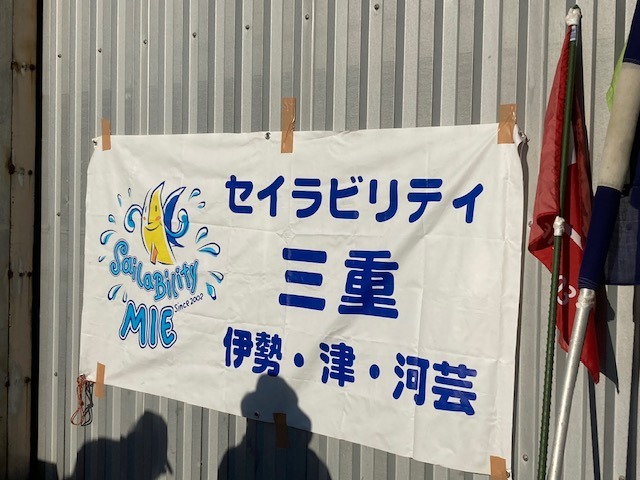 セイラビリティ
三重
伊勢・津・河芸
SailaBility
MIE
Since 2002